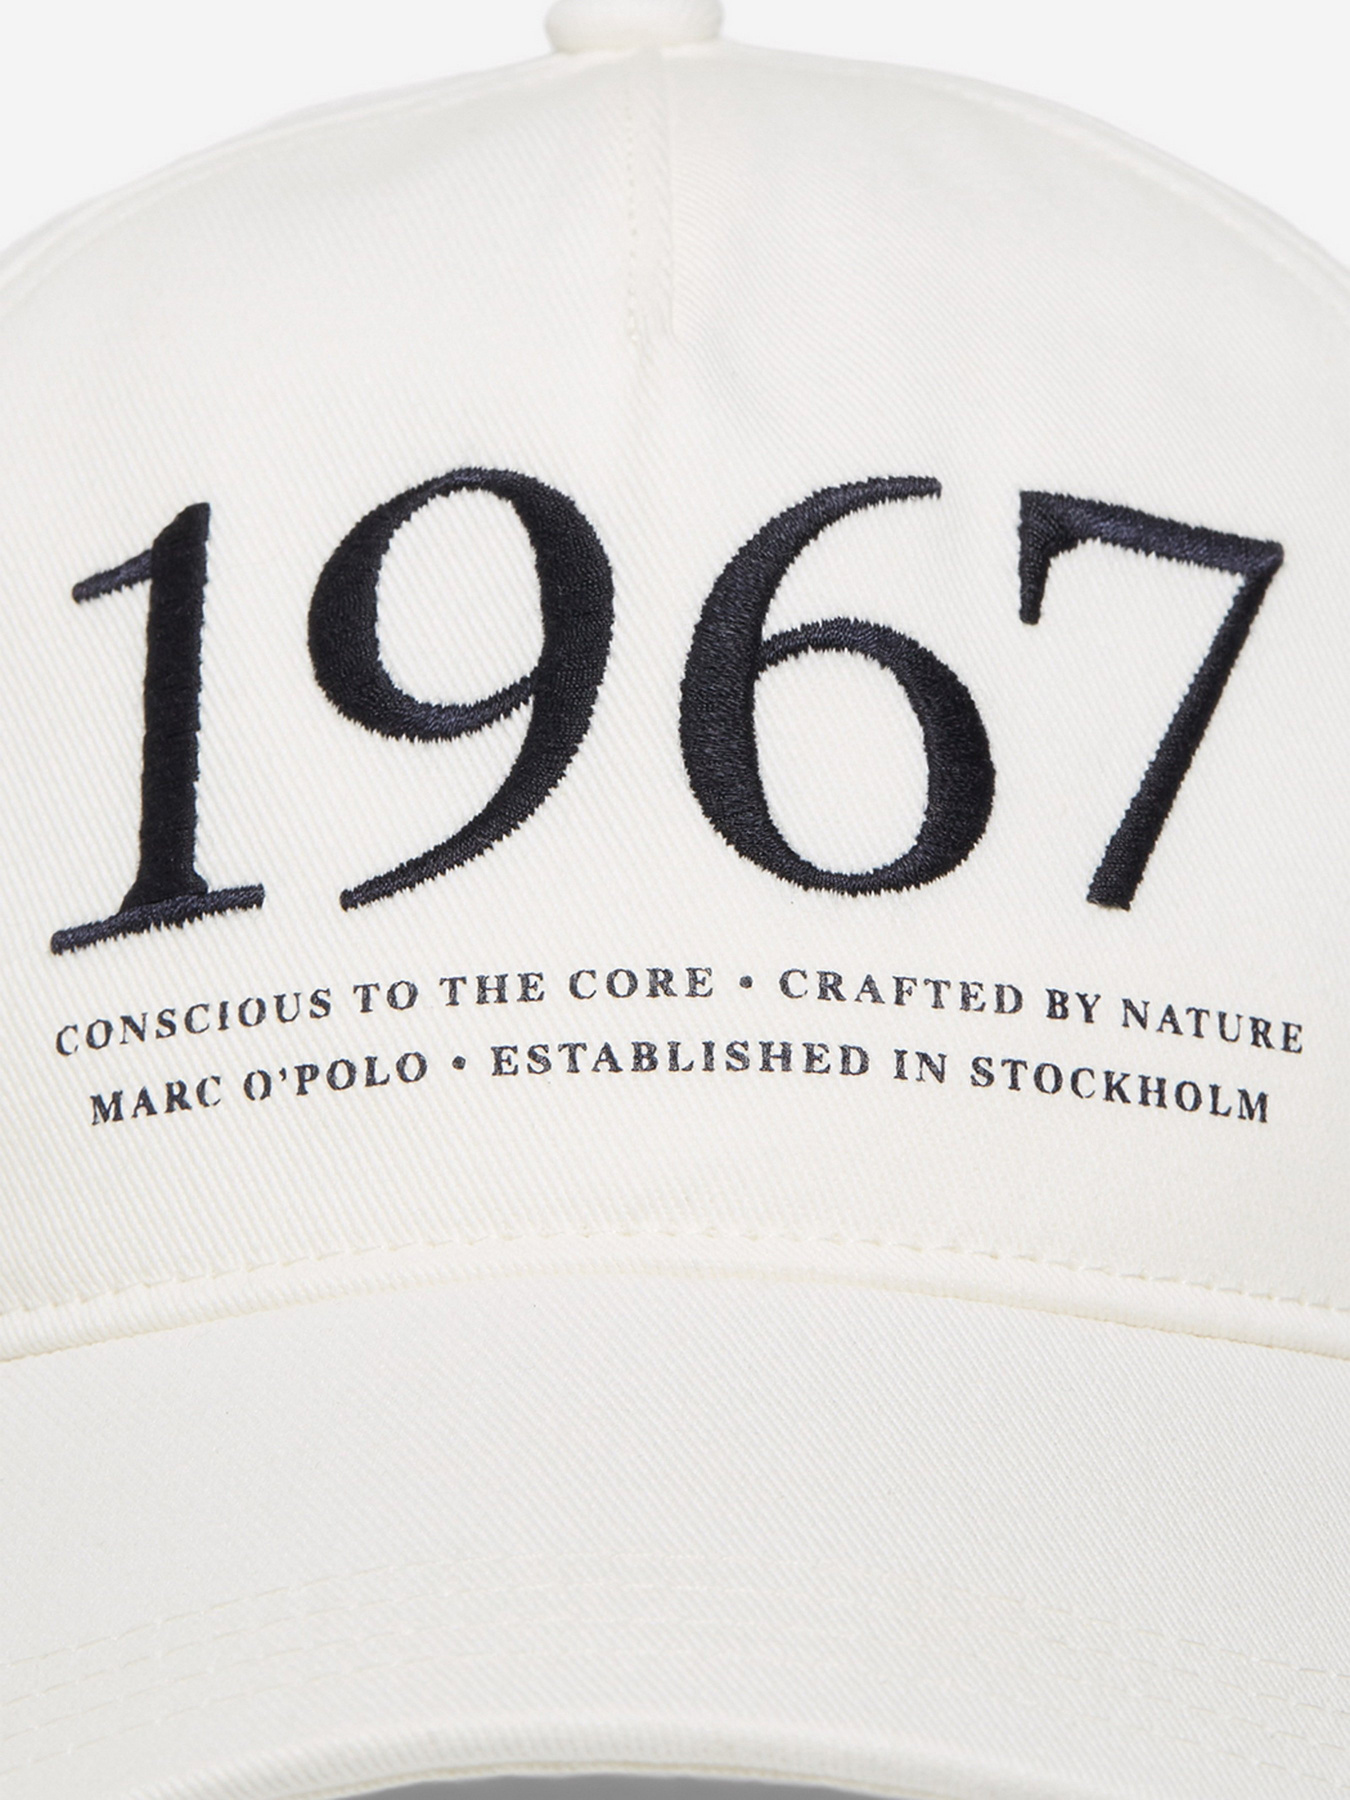 1967
CONSCIOUS TO THE CORE • CRAFTED BY NATURE
MARC O'POLO • ESTABLISHED IN STOCKHOLM